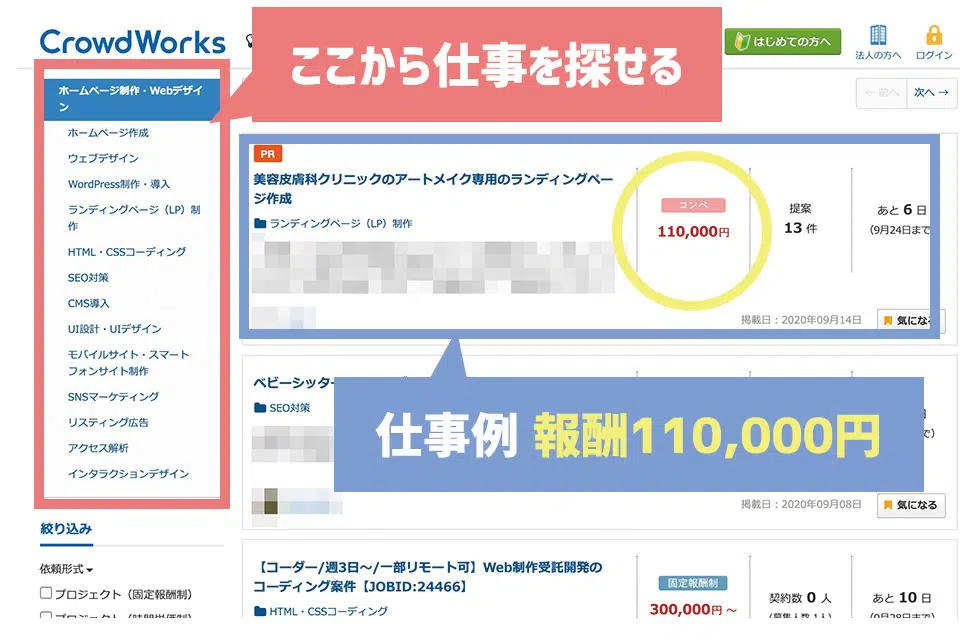 CrowdWorks
ここから仕事を探せる
はじめての方へ
法人の方へ
ログイン
← 前へ
次へ →
ホームページ制作・Webデザイ
ン
ホームページ作成
ウェブデザイン
WordPress制作・導入
ランディングページ（LP）制
作
HTML・CSSコーディング
SEO対策
CMS導入
UI設計・UIデザイン
モバイルサイト・スマート
フォンサイト制作
SNSマーケティング
リスティング広告
アクセス解析
インタラクションデザイン
絞り込み
依頼形式
プロジェクト（固定報酬制）
PR
美容皮膚科クリニックのアートメイク専用のランディングペー
ジ作成
ランディングページ（LP）制作
コンペ
110,000円
提案
13 件
あと 6 日
（9月24日まで
掲載日：2020年09月14日
気になる
ベビーシッター
SEO対策
仕事例 報酬110,000円
掲載日：2020年09月08日
気になる
【コーダー/週3日〜/一部リモート可】Web制作受託開発の
コーディング案件【JOBID:24466】
HTML・CSSコーディング
固定報酬制
300,000円 〜
契約数 0 人
あと 10 日